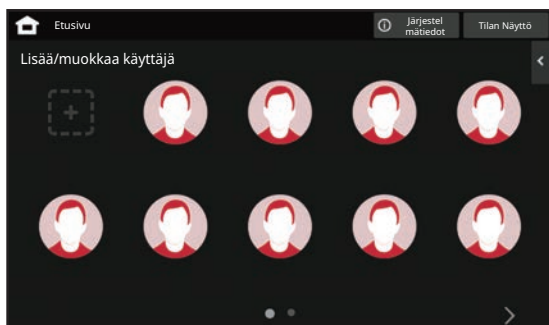 Etusivu
Järjestel
mätiedot
Tilan Näyttö
Lisää/muokkaa käyttäjä